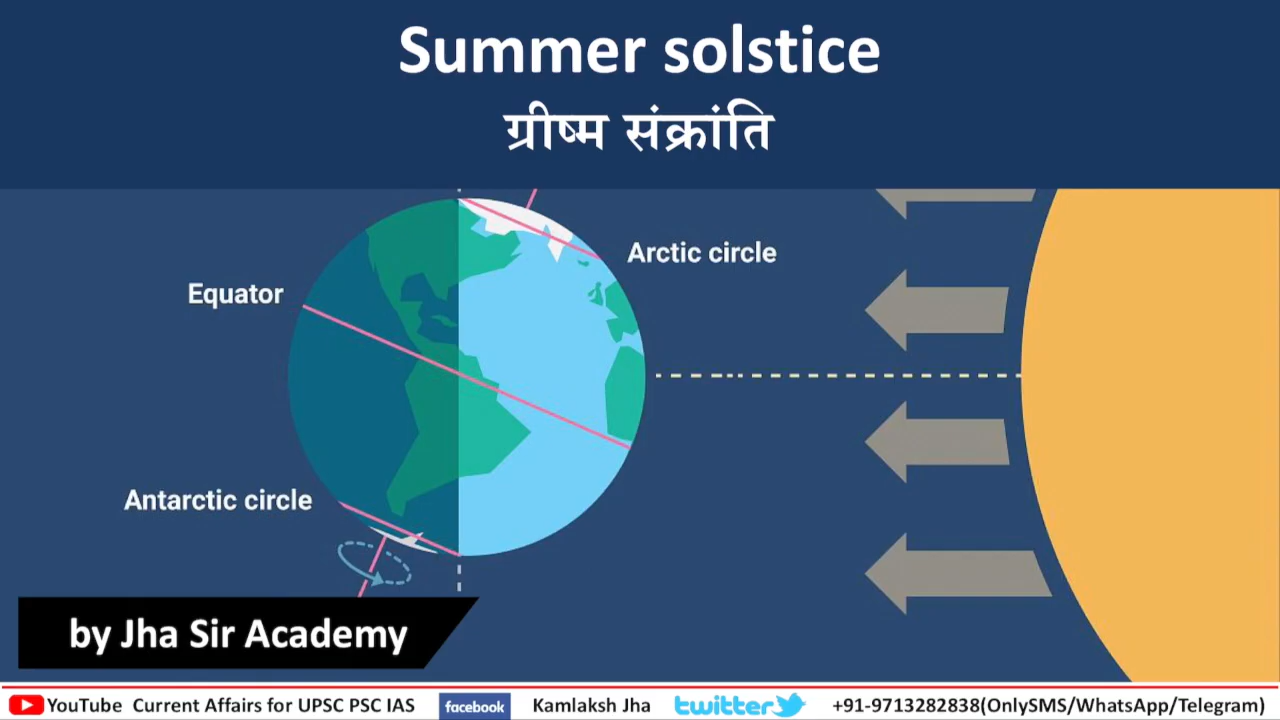 Summer solstice
ग्रीष्म संक्रांति
Arctic circle
Equator
Antarctic circle
by Jha Sir Academy
YouTube Current Affairs for UPSC PSC IAS facebook Kamlaksh Jha twitter +91-9713282838(OnlySMS/WhatsApp/Telegram)